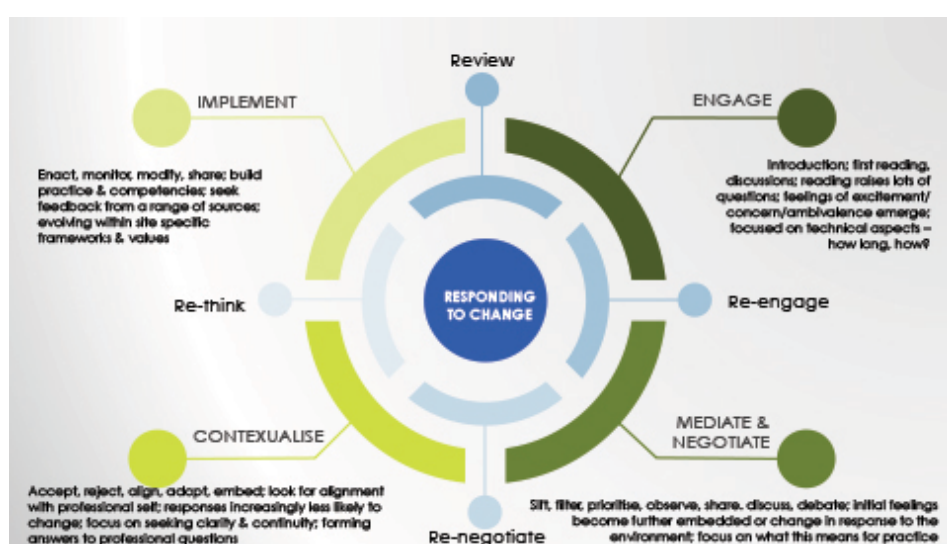 Review
IMPLEMENT
ENGAGE
Enact, monitor, modify, share; build
practice & competencies; seek
feedback from a range of sources;
evolving within site specific
frameworks & values
Introduction; first reading,
discussions; reading raises lots of
questions; feelings of excitement/
concern/ambivalence emerge;
focused on technical aspects –
how long, how?
Re-think
RESPONDING
TO CHANGE
Re-engage
CONTEXUALISE
MEDIATE &
NEGOTIATE
Accept, reject, align, adapt, embed; look for alignment
with professional self; responses increasingly less likely to
change; focus on seeking clarity & continuity; forming
answers to professional questions
Re-negotiate
Sift, filter, prioritise, observe, share. discuss, debate; initial feelings
become further embedded or change in response to the
environment; focus on what this means for practice